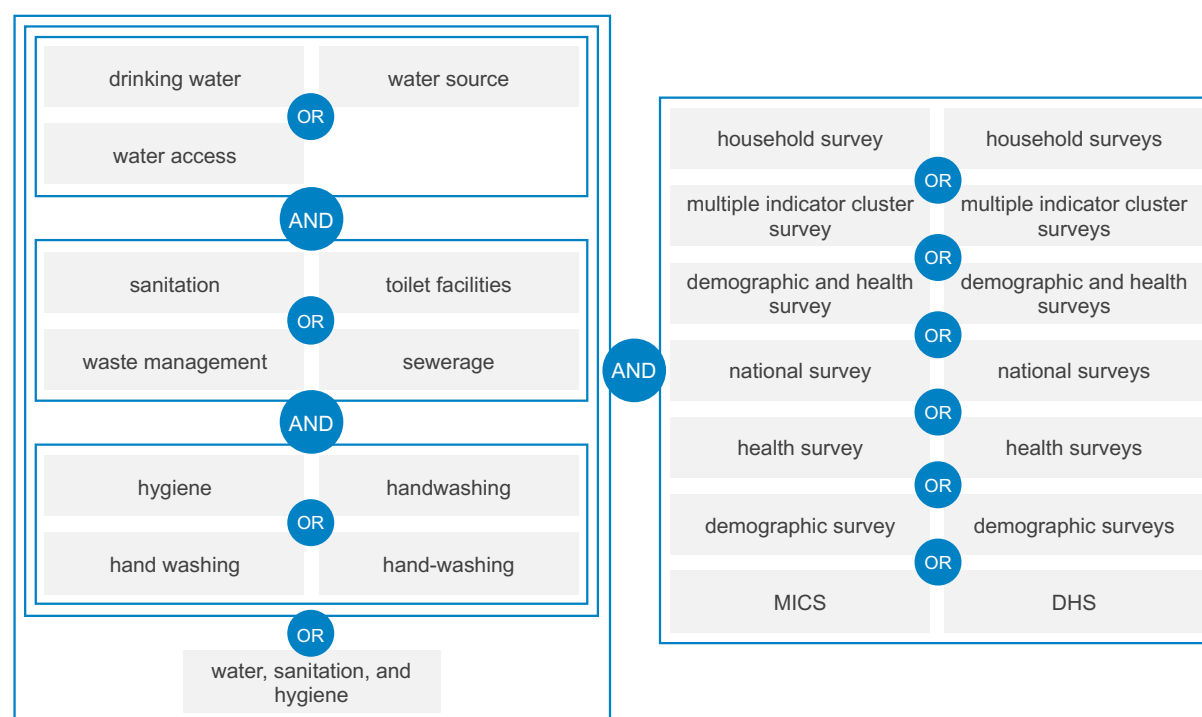 drinking water
water source
OR
water access
AND
sanitation
toilet facilities
OR
waste management
sewerage
AND
hygiene
handwashing
OR
hand washing
hand-washing
OR
water, sanitation, and
hygiene
AND
household survey
household surveys
OR
multiple indicator cluster
survey
multiple indicator cluster
surveys
OR
demographic and health
survey
demographic and health
surveys
OR
national survey
national surveys
OR
health survey
health surveys
OR
demographic survey
demographic surveys
OR
MICS
DHS